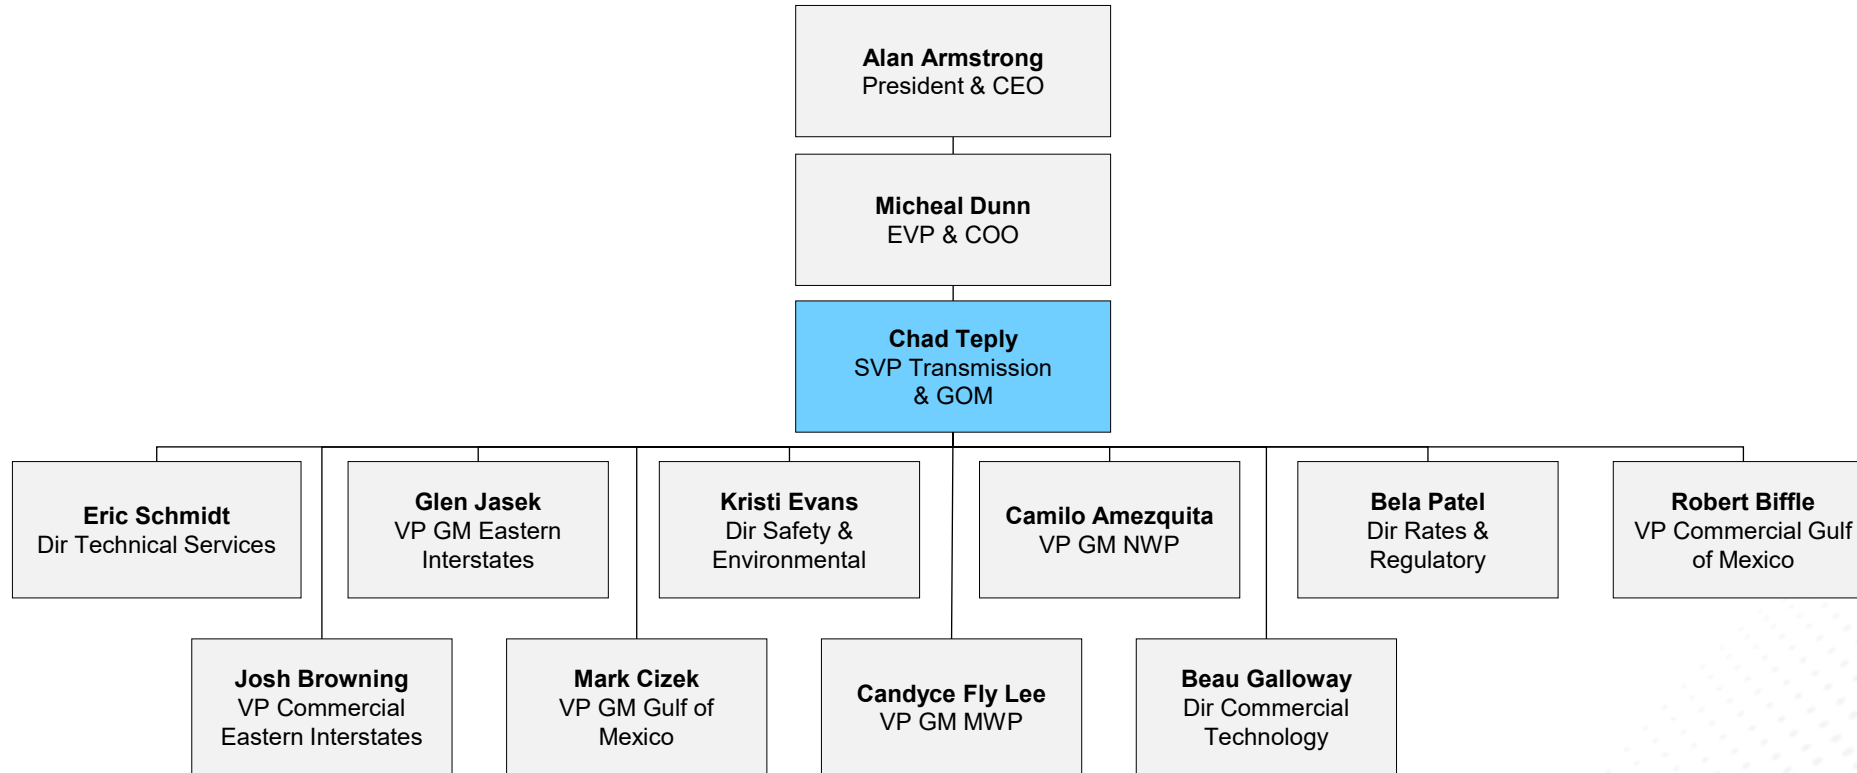 Alan Armstrong
President & CEO
Micheal Dunn
EVP & COO
Chad Teply
SVP Transmission
& GOM
Eric Schmidt
Dir Technical Services
Glen Jasek
VP GM Eastern
Interstates
Kristi Evans
Dir Safety &
Environmental
Camilo Amezquita
VP GM NWP
Bela Patel
Dir Rates &
Regulatory
Robert Biffle
VP Commercial Gulf
of Mexico
Josh Browning
VP Commercial
Eastern Interstates
Mark Cizek
VP GM Gulf of
Mexico
Candyce Fly Lee
VP GM MWP
Beau Galloway
Dir Commercial
Technology